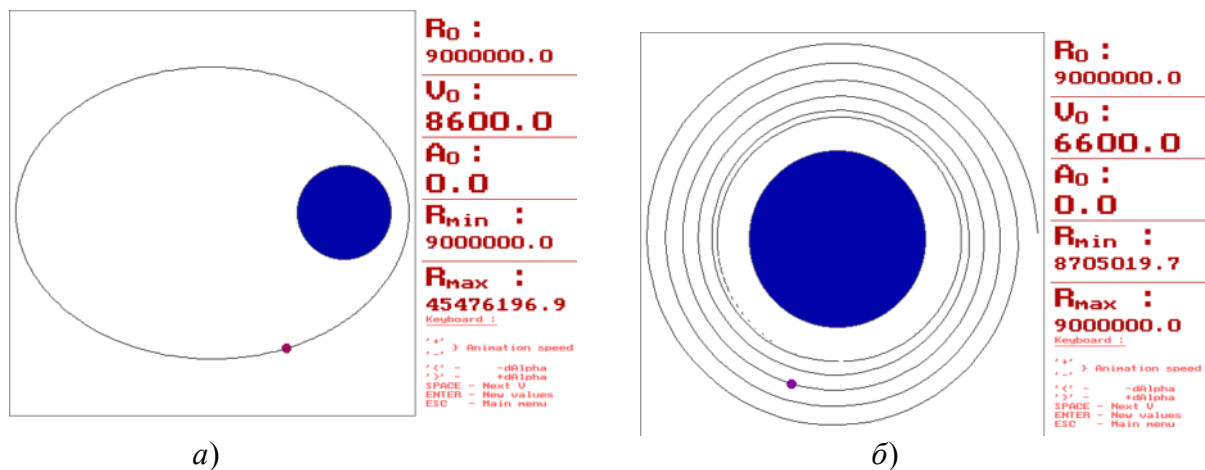 R₀ :
9000000.0
V₀ :
8600.0
A₀ :
0.0
Rmin :
9000000.0
Rmax :
45476196.9
Keyboard :
'+'
} Animation speed
'-'
'<' - -dAlpha
'>' - +dAlpha
SPACE - Next V
ENTER - New values
ESC - Main menu
а)
R₀ :
9000000.0
V₀ :
6600.0
A₀ :
0.0
Rmin :
8705019.7
Rmax :
9000000.0
Keyboard :
'+'
} Animation speed
'-'
'<' - -dAlpha
'>' - +dAlpha
SPACE - Next V
ENTER - New values
ESC - Main menu
б)